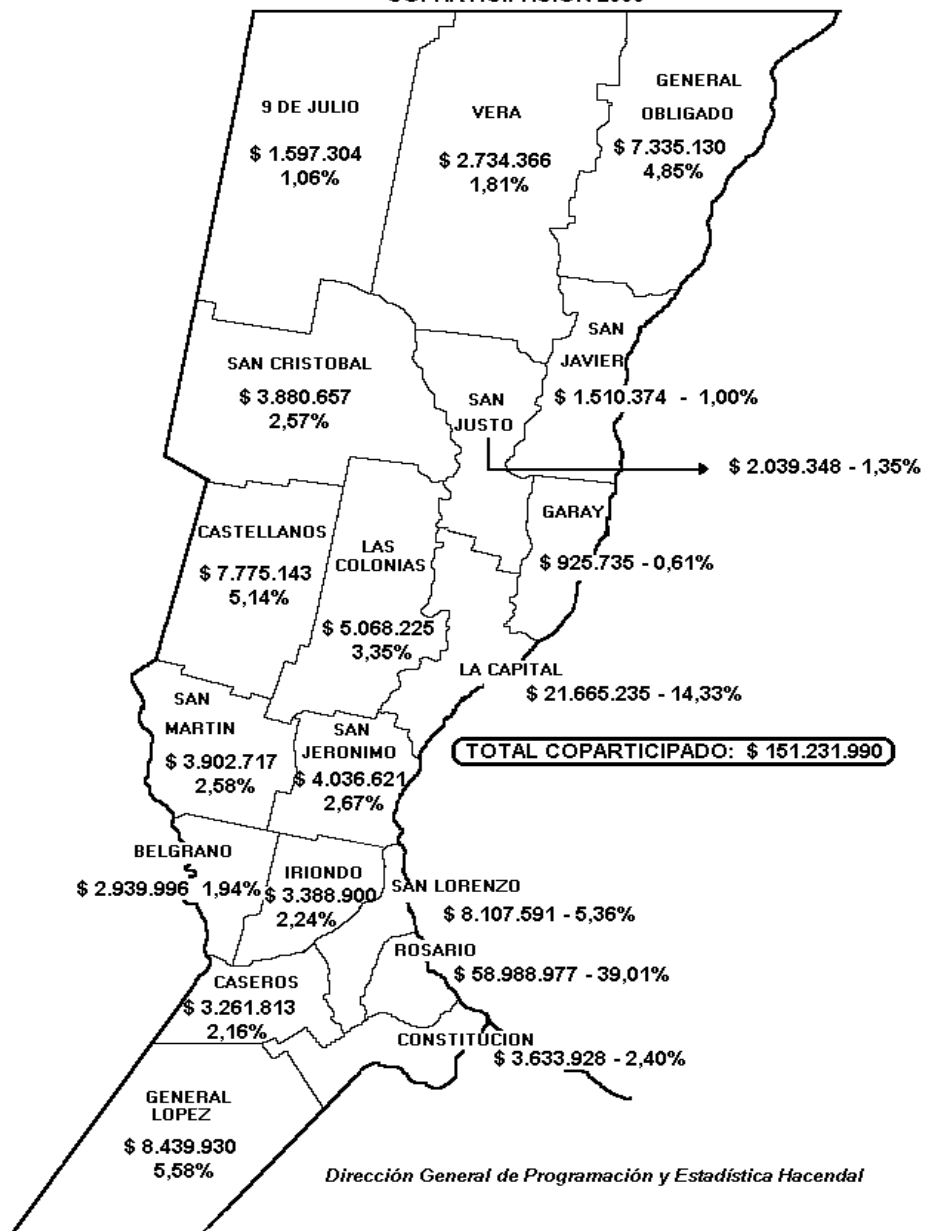 9 DE JULIO
$ 1.597.304
1,06%
VERA
$ 2.734.366
1,81%
GENERAL
OBLIGADO
$ 7.335.130
4,85%
SAN CRISTOBAL
$ 3.880.657
2,57%
SAN
JUSTO
$ 2.039.348 - 1,35%
SAN
JAVIER
$ 1.510.374 - 1,00%
CASTELLANOS
$ 7.775.143
5,14%
LAS
COLONIAS
$ 5.068.225
3,35%
GARAY
$ 925.735 - 0,61%
LA CAPITAL
$ 21.665.235 - 14,33%
SAN
MARTIN
$ 3.902.717
2,58%
SAN
JERONIMO
$ 4.036.621
2,67%
TOTAL COPARTICIPADO: $ 151.231.990
BELGRANO
$ 2.939.996 1,94%
IRIONDO
$ 3.388.900
2,24%
SAN LORENZO
$ 8.107.591 - 5,36%
ROSARIO
$ 58.988.977 - 39,01%
CASEROS
$ 3.261.813
2,16%
CONSTITUCION
$ 3.633.928 - 2,40%
GENERAL
LOPEZ
$ 8.439.930
5,58%
Dirección General de Programación y Estadística Hacendal